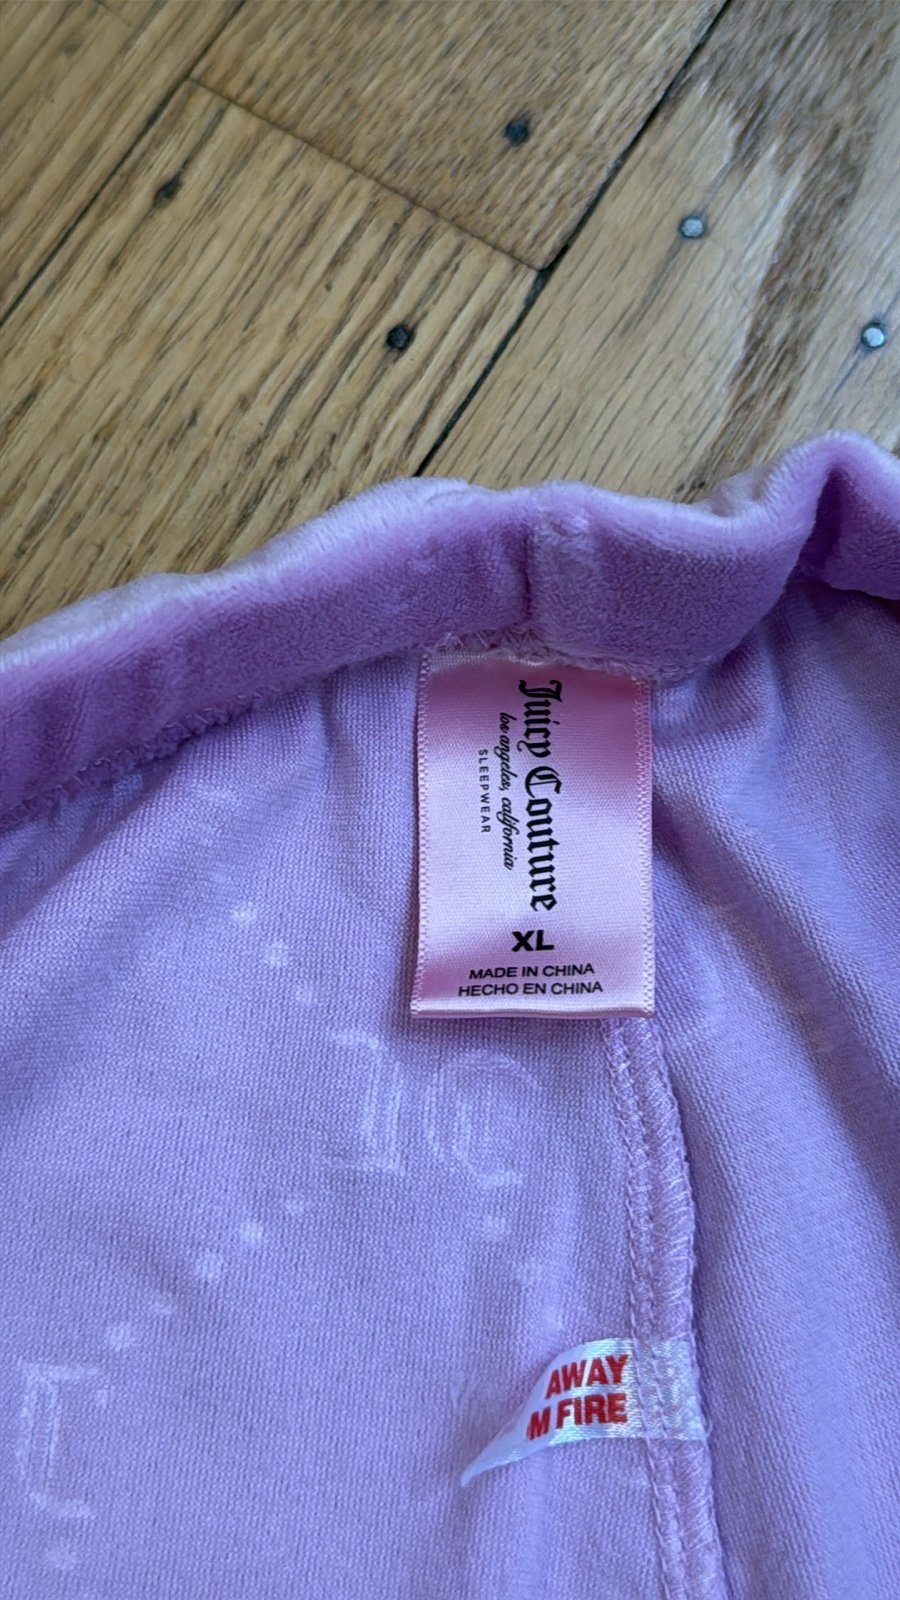 Juicy Couture
los angeles, california
SLEEPWEAR
XL
MADE IN CHINA
HECHO EN CHINA
AWAY
M FIRE